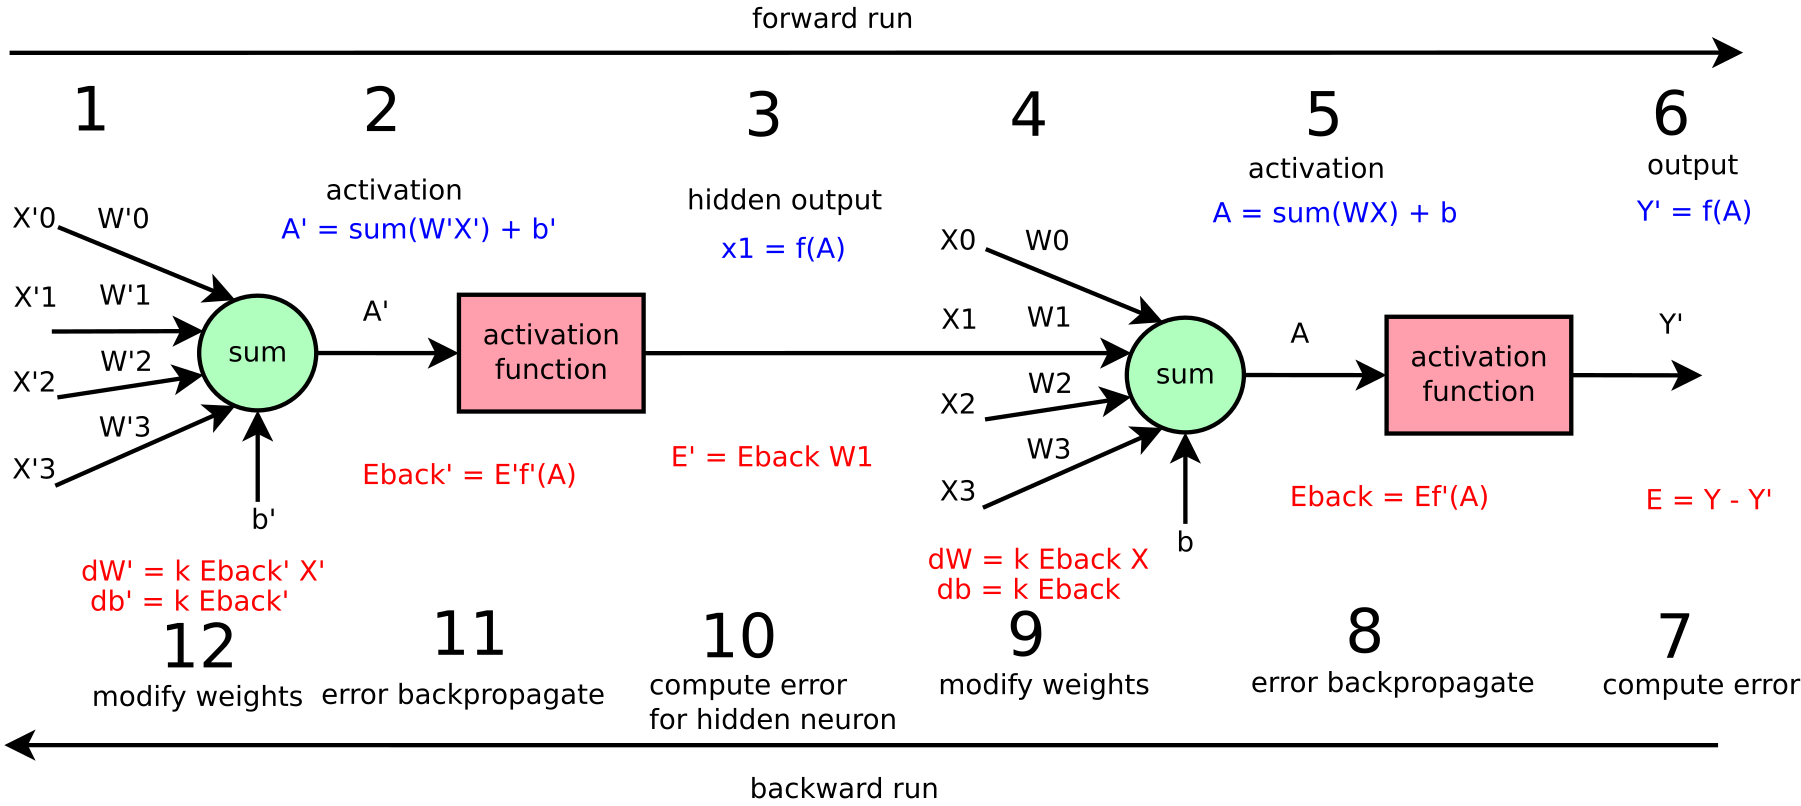 forward run
1
2
3
4
5
6
activation
A' = sum(W'X') + b'
hidden output
x1 = f(A)
activation
A = sum(WX) + b
output
Y' = f(A)
X'0
W'0
X'1
W'1
X'2
W'2
X'3
W'3
sum
b'
A'
activation
function
X0
W0
X1
W1
X2
W2
X3
W3
sum
b
A
activation
function
Y'
Eback' = E'f'(A)
E' = Eback W1
Eback = Ef'(A)
E = Y - Y'
dW' = k Eback' X'
db' = k Eback'
dW = k Eback X
db = k Eback
12
modify weights
11
error backpropagate
10
compute error
for hidden neuron
9
modify weights
8
error backpropagate
7
compute error
backward run